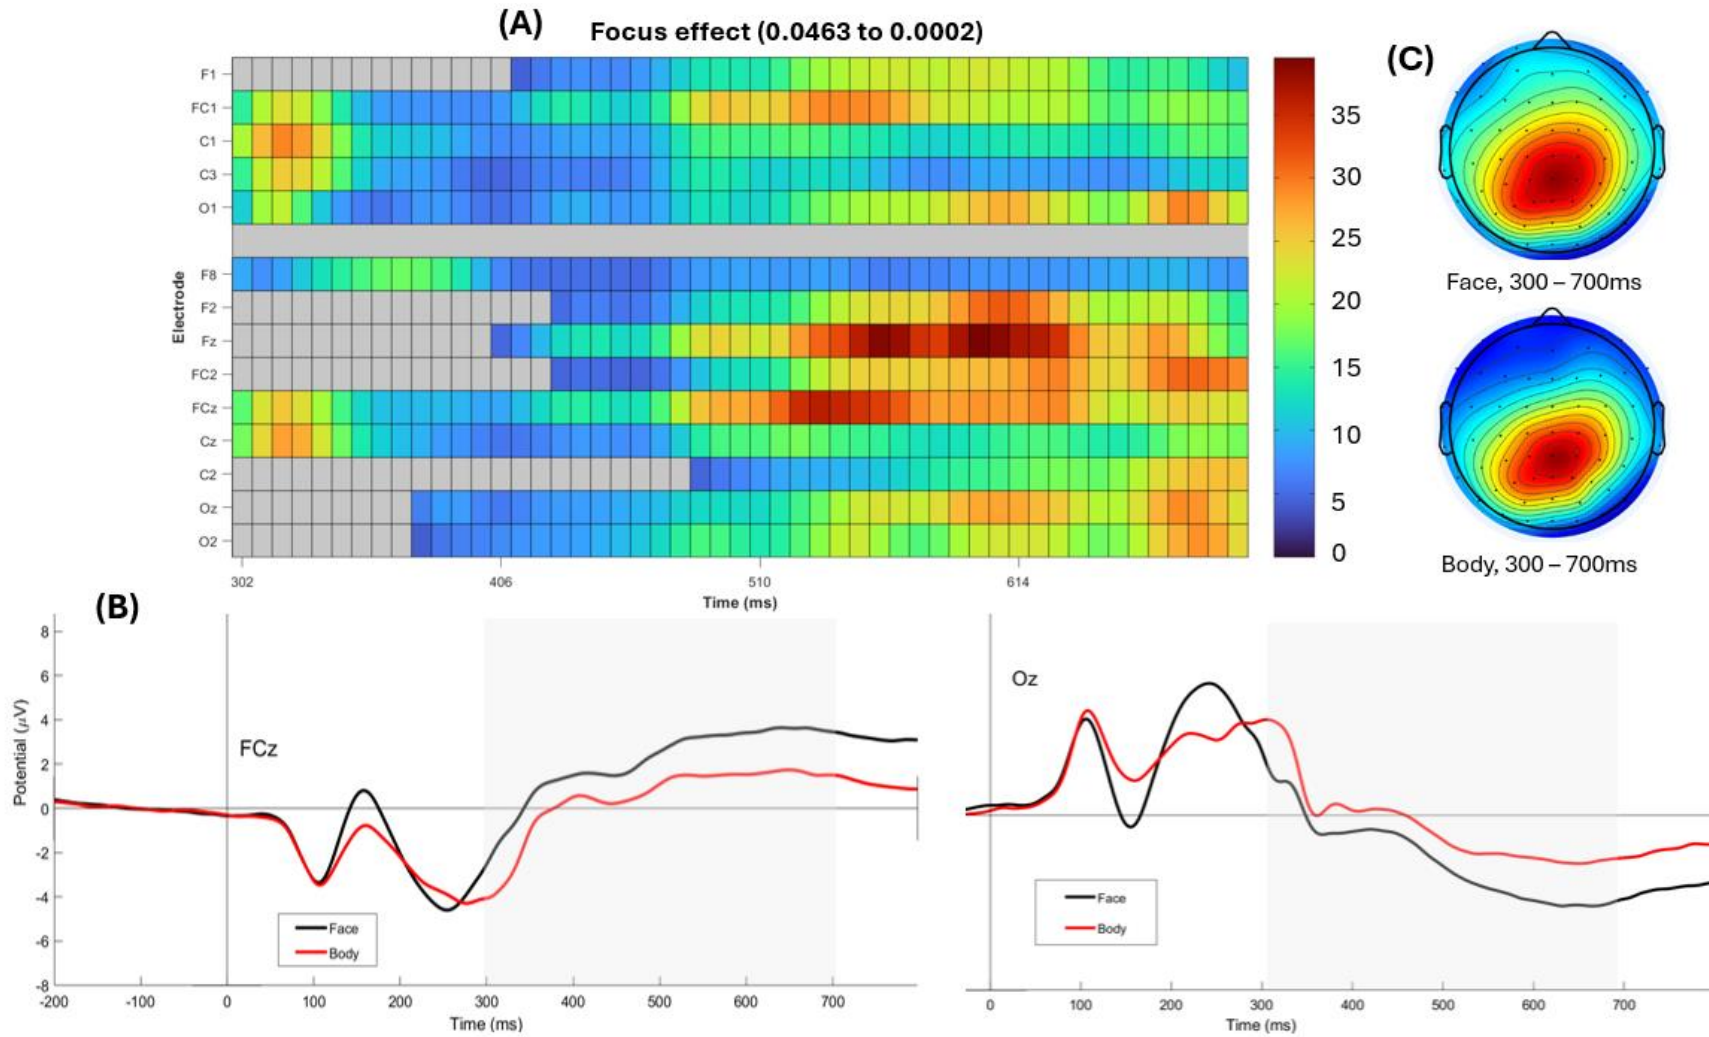 (A)
Focus effect (0.0463 to 0.0002)
F1
FC1
C1
C3
O1
F8
F2
Fz
FC2
FCz
Cz
C2
Oz
O2
Electrode
302
406
510
614
Time (ms)
35
30
25
20
15
10
5
0
(C)
Face, 300 – 700ms
Body, 300 – 700ms
(B)
8
6
4
2
0
-2
-4
-6
-8
Potential (μV)
FCz
Face
Body
-200
-100
0
100
200
300
400
500
600
700
Time (ms)
Oz
Face
Body
0
100
200
300
400
500
600
700
Time (ms)